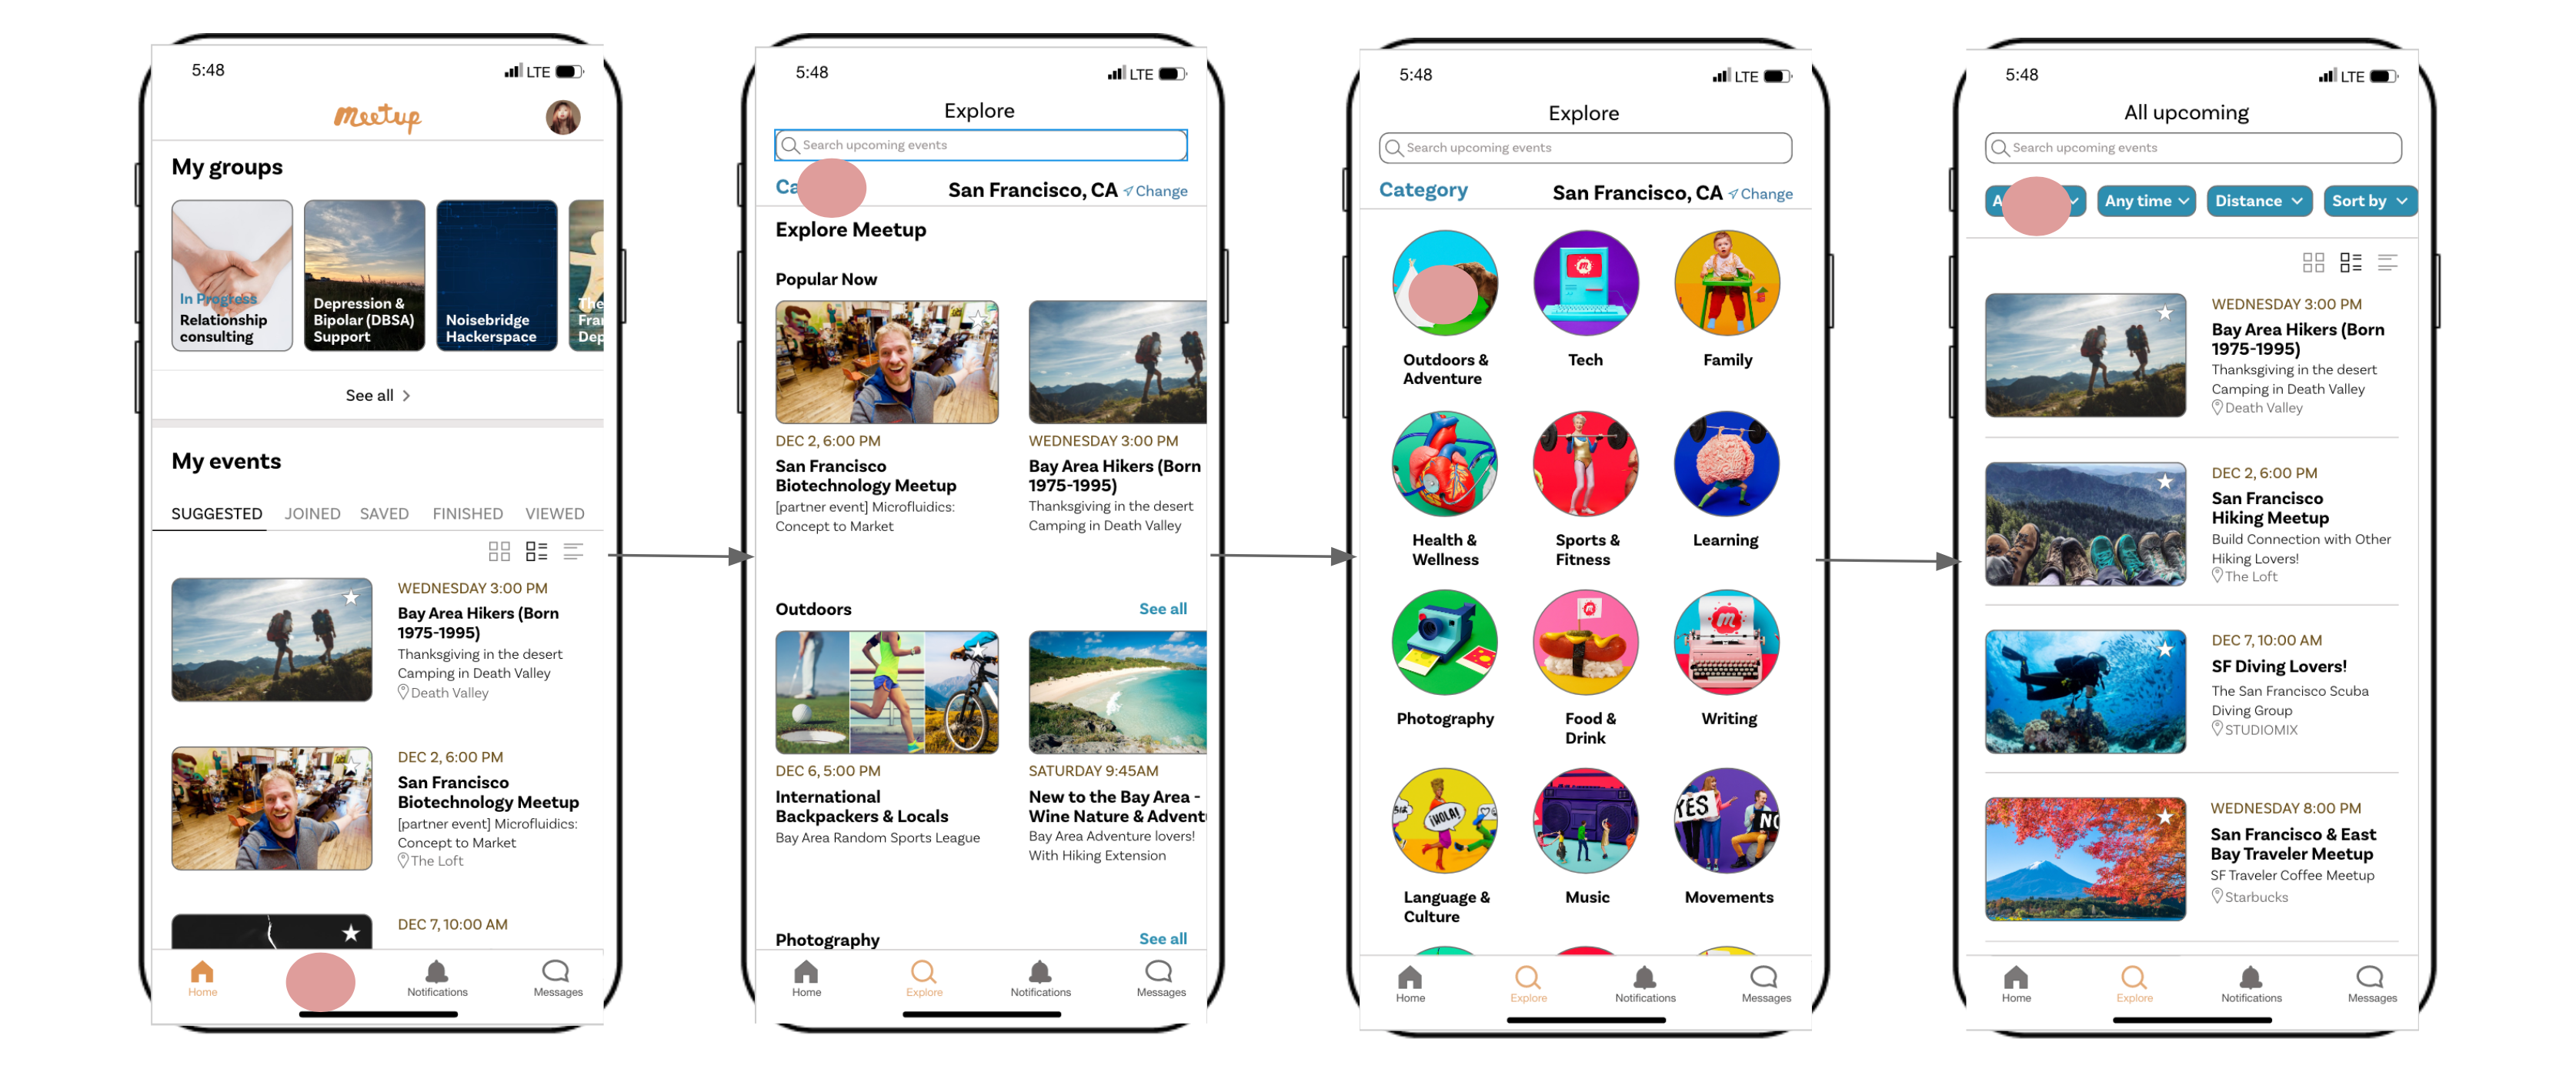 5:48
LTE
meetup
My groups
In Progress
Relationship
consulting
Depression &
Bipolar (DBSA)
Support
Noisebridge
Hackerspace
The
Fran
Dep
See all
My events
SUGGESTED JOINED SAVED FINISHED VIEWED
WEDNESDAY 3:00 PM
Bay Area Hikers (Born
1975-1995)
Thanksgiving in the desert
Camping in Death Valley
Death Valley
DEC 2, 6:00 PM
San Francisco
Biotechnology Meetup
[partner event] Microfluidics:
Concept to Market
The Loft
DEC 7, 10:00 AM
Home
Notifications
Messages
5:48
LTE
Explore
Search upcoming events
Ca
San Francisco, CA Change
Explore Meetup
Popular Now
DEC 2, 6:00 PM
San Francisco
Biotechnology Meetup
[partner event] Microfluidics:
Concept to Market
WEDNESDAY 3:00 PM
Bay Area Hikers (Born
1975-1995)
Thanksgiving in the desert
Camping in Death Valley
Outdoors See all
DEC 6, 5:00 PM
International
Backpackers & Locals
Bay Area Random Sports League
SATURDAY 9:45AM
New to the Bay Area -
Wine Nature & Advent
Bay Area Adventure lovers!
With Hiking Extension
Photography See all
Home
Explore
Notifications
Messages
5:48
LTE
Explore
Search upcoming events
Category San Francisco, CA Change
Outdoors &
Adventure
Tech
Family
Health &
Wellness
Sports &
Fitness
Learning
Photography
Food &
Drink
Writing
¡HOLA!
YES
NO
Language &
Culture
Music
Movements
Home
Explore
Notifications
Messages
5:48
LTE
All upcoming
Search upcoming events
A
Any time
Distance
Sort by
WEDNESDAY 3:00 PM
Bay Area Hikers (Born
1975-1995)
Thanksgiving in the desert
Camping in Death Valley
Death Valley
DEC 2, 6:00 PM
San Francisco
Hiking Meetup
Build Connection with Other
Hiking Lovers!
The Loft
DEC 7, 10:00 AM
SF Diving Lovers!
The San Francisco Scuba
Diving Group
STUDIOMIX
WEDNESDAY 8:00 PM
San Francisco & East
Bay Traveler Meetup
SF Traveler Coffee Meetup
Starbucks
Home
Explore
Notifications
Messages